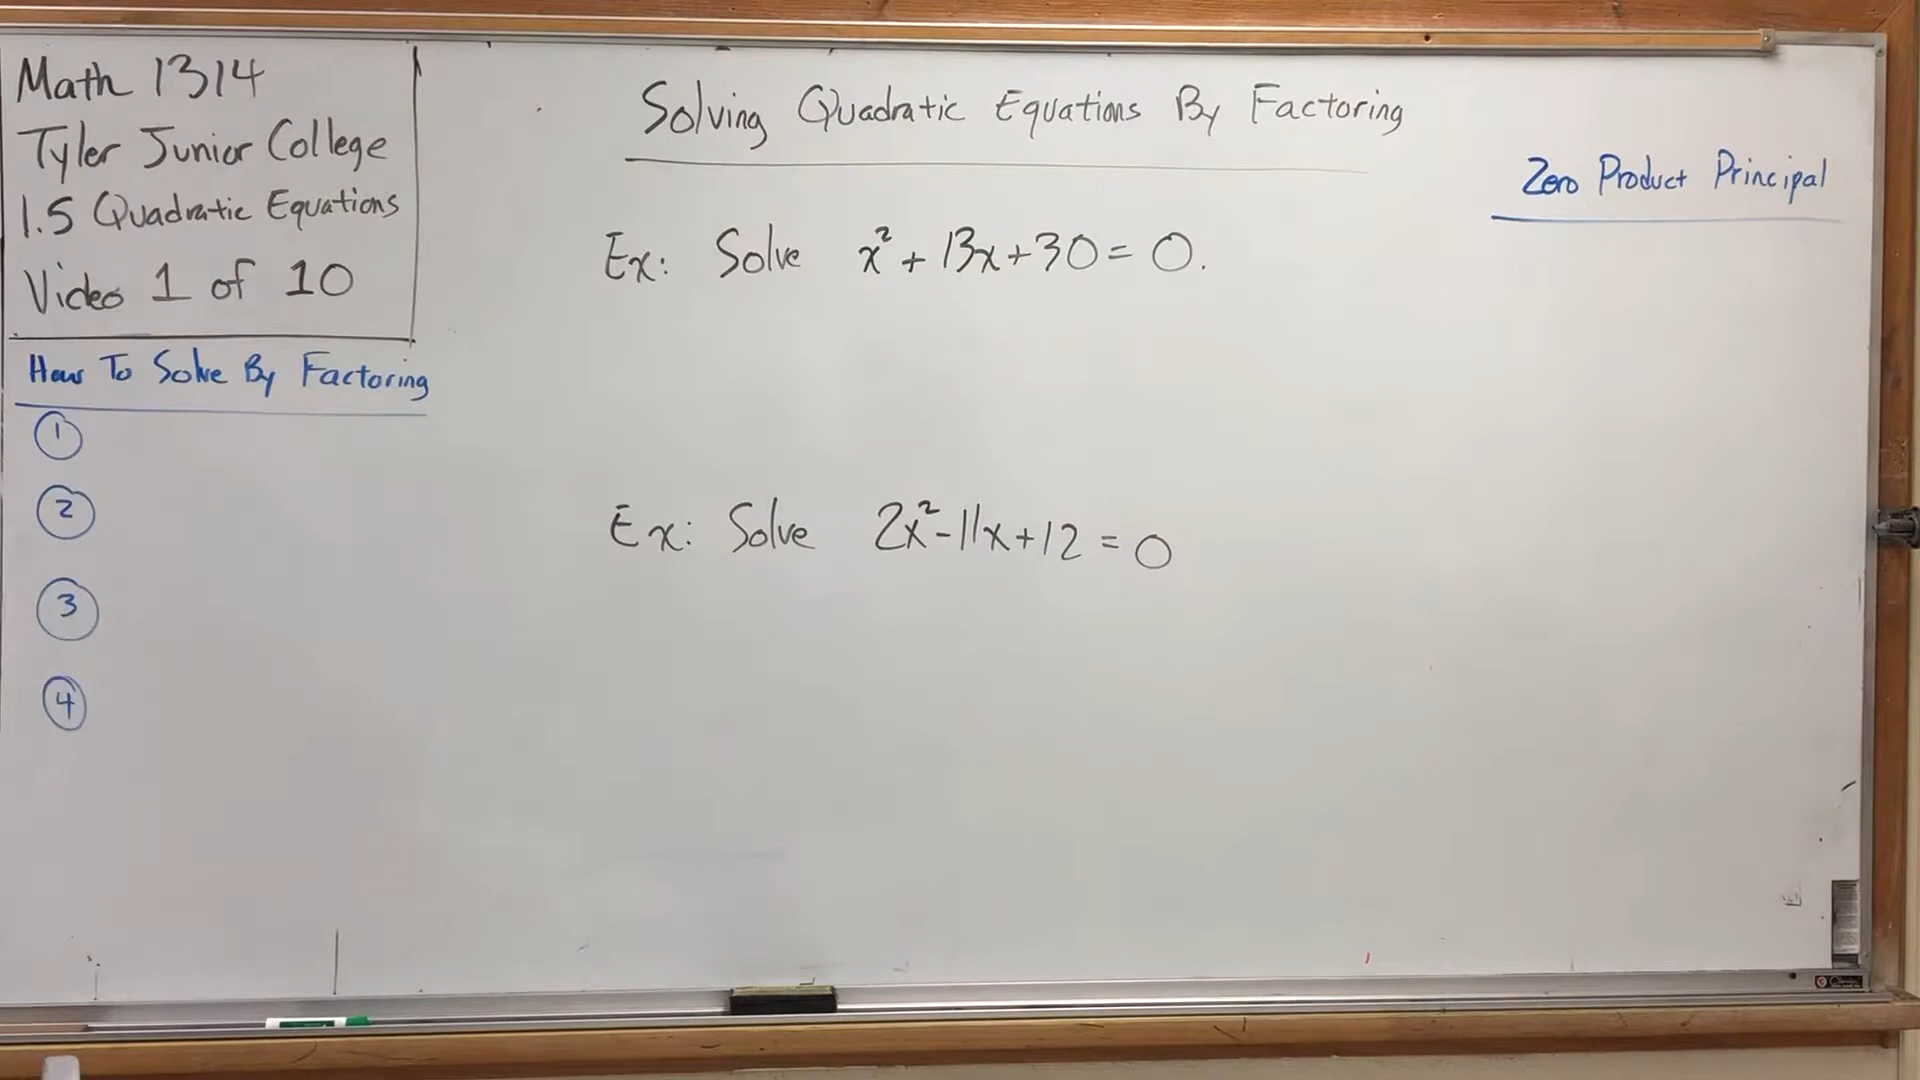 Math 1314
Tyler Junior College
1.5 Quadratic Equations
Video 1 of 10
How To Solve By Factoring
1
2
3
4
Solving Quadratic Equations By Factoring
Ex: Solve x² + 13x + 30 = 0.
Ex: Solve 2x² - 11x + 12 = 0
Zero Product Principal